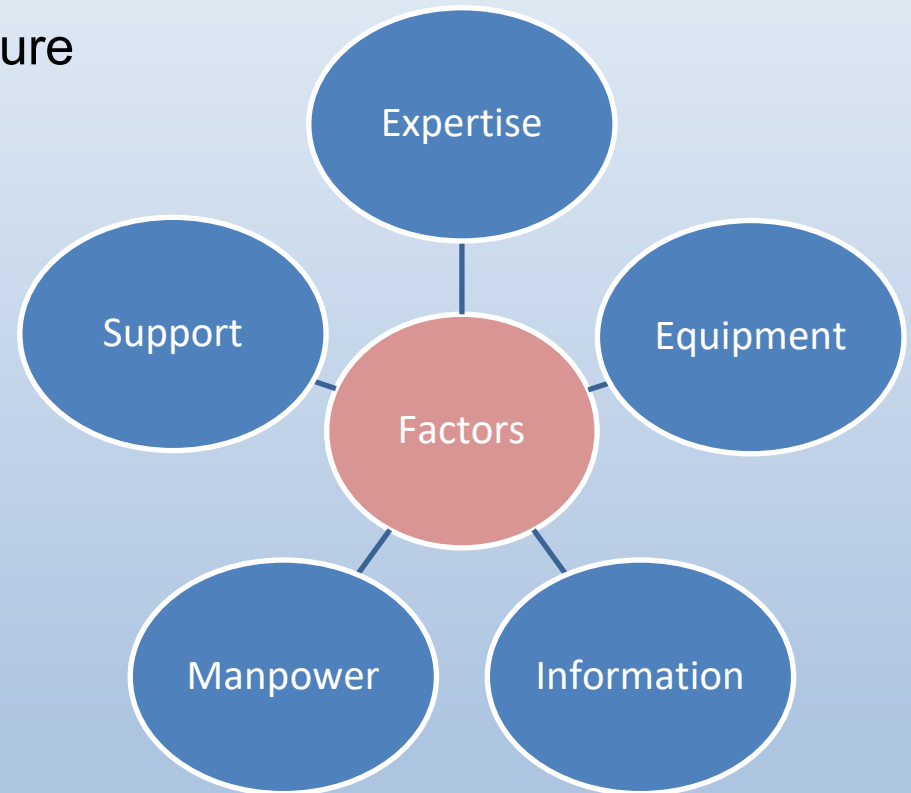 ure
Expertise
Support
Equipment
Factors
Manpower
Information